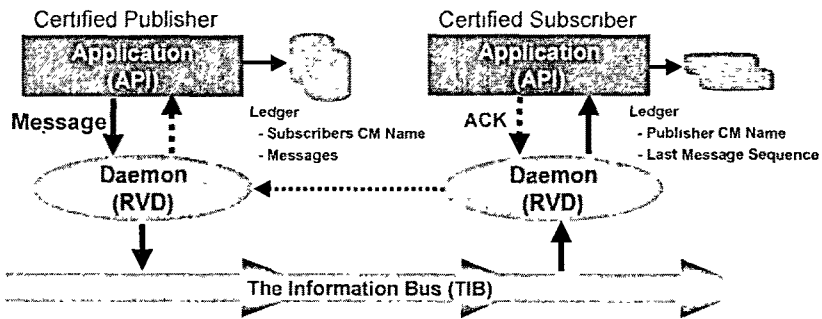 Certified Publisher
Application
(API)
Message
Ledger
- Subscribers CM Name
- Messages
Daemon
(RVD)
Certified Subscriber
Application
(API)
ACK
Ledger
- Publisher CM Name
- Last Message Sequence
Daemon
(RVD)
The Information Bus (TIB)